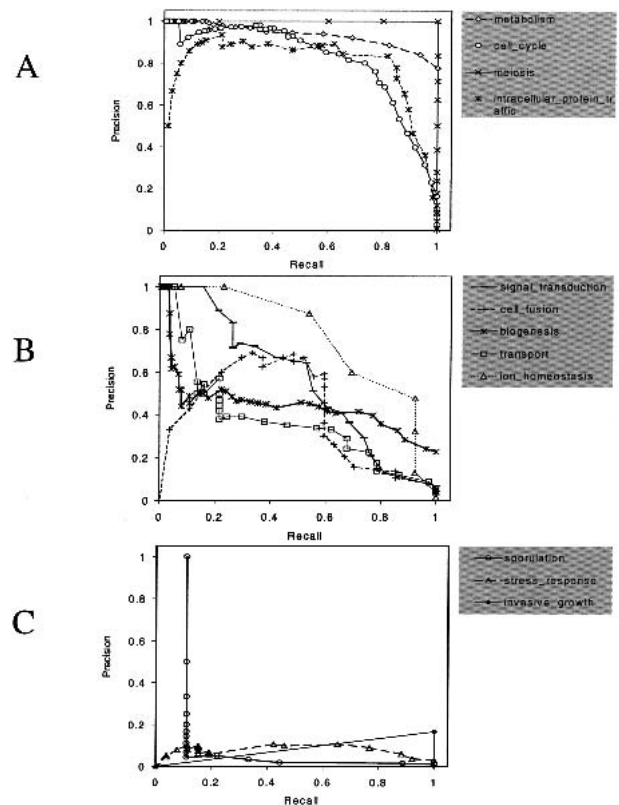 A
Precision
1
0.8
0.6
0.4
0.2
0
0 0.2 0.4 0.6 0.8 1
Recall
metabolism
cell_cycle
meiosis
intracellular_protein_tr
affic
B
Precision
1
0.8
0.6
0.4
0.2
0
0 0.2 0.4 0.6 0.8 1
Recall
signal_transduction
cell_fusion
biogenesis
transport
ion_homeostasis
C
Precision
1
0.8
0.6
0.4
0.2
0
0 0.2 0.4 0.6 0.8 1
Recall
sporulation
stress_response
invasive_growth